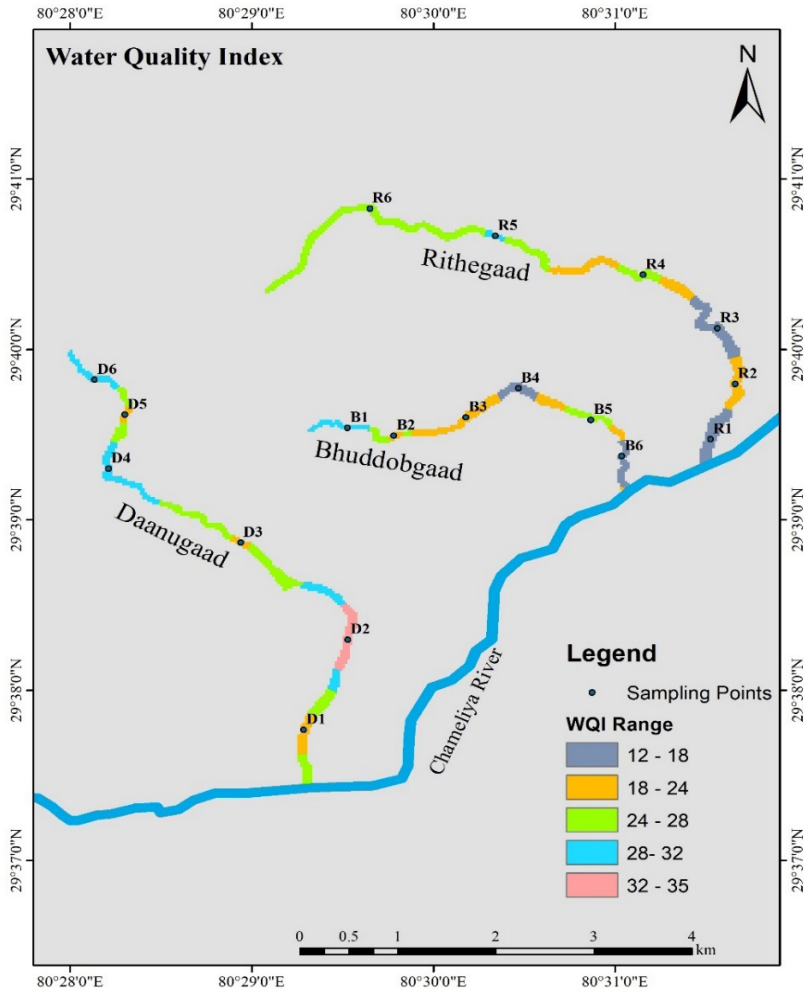 80°28'0"E 80°29'0"E 80°30'0"E 80°31'0"E
Water Quality Index
N
29°41'0"N
29°41'0"N
R6
R5
Rithegaad
R4
R3
29°40'0"N
29°40'0"N
R2
D6
B4
D5
B3
B5
B1
B2
R1
Bhuddobgaad
B6
D4
Daanugaad
29°39'0"N
29°39'0"N
D3
D2
Chameliya River
Legend
Sampling Points
29°38'0"N
29°38'0"N
D1
WQI Range
12 - 18
18 - 24
24 - 28
28- 32
32 - 35
29°37'0"N
29°37'0"N
0 0.5 1 2 3 4
km
80°28'0"E 80°29'0"E 80°30'0"E 80°31'0"E